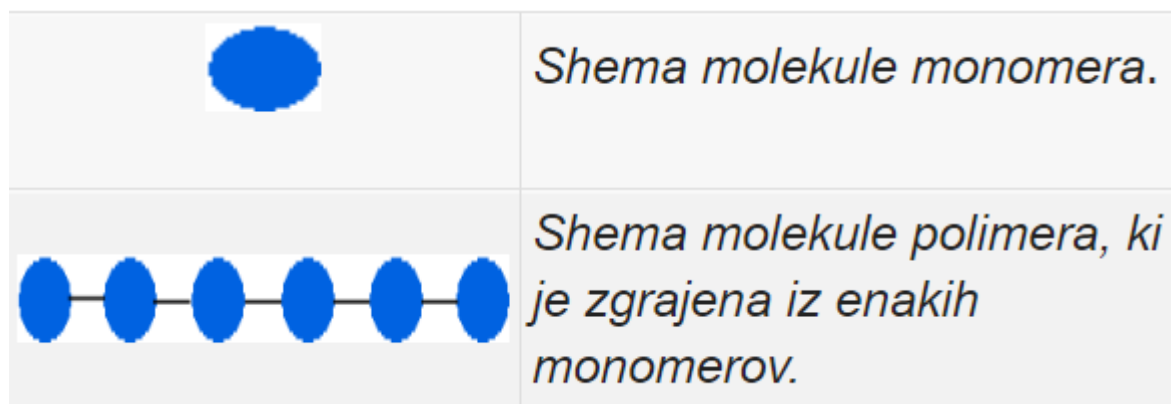 Shema molekule monomera.
Shema molekule polimera, ki
je zgrajena iz enakih
monomerov.